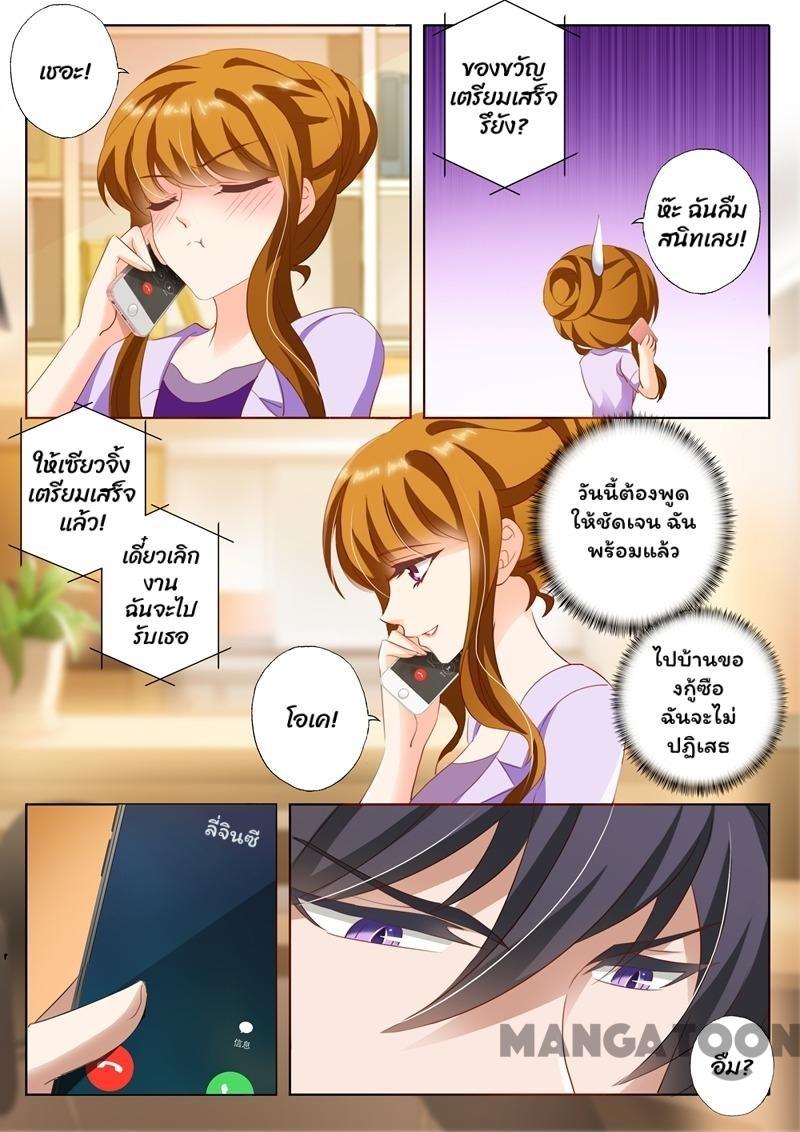 เชอะ!
ของขวัญ
เตรียมเสร็จ
รึยัง?
ห๊ะ ฉันลืม
สนิทเลย!
ให้เซียวจิ้ง
เตรียมเสร็จ
แล้ว!
เดี๋ยวเลิก
งาน
ฉันจะไป
รับเธอ
วันนี้ต้องพูด
ให้ชัดเจน ฉัน
พร้อมแล้ว
ไปบ้านขอ
งกู้ซือ
ฉันจะไม่
ปฏิเสธ
โอเค!
ลี่จินซี
信息
MANGATOON
อืม?